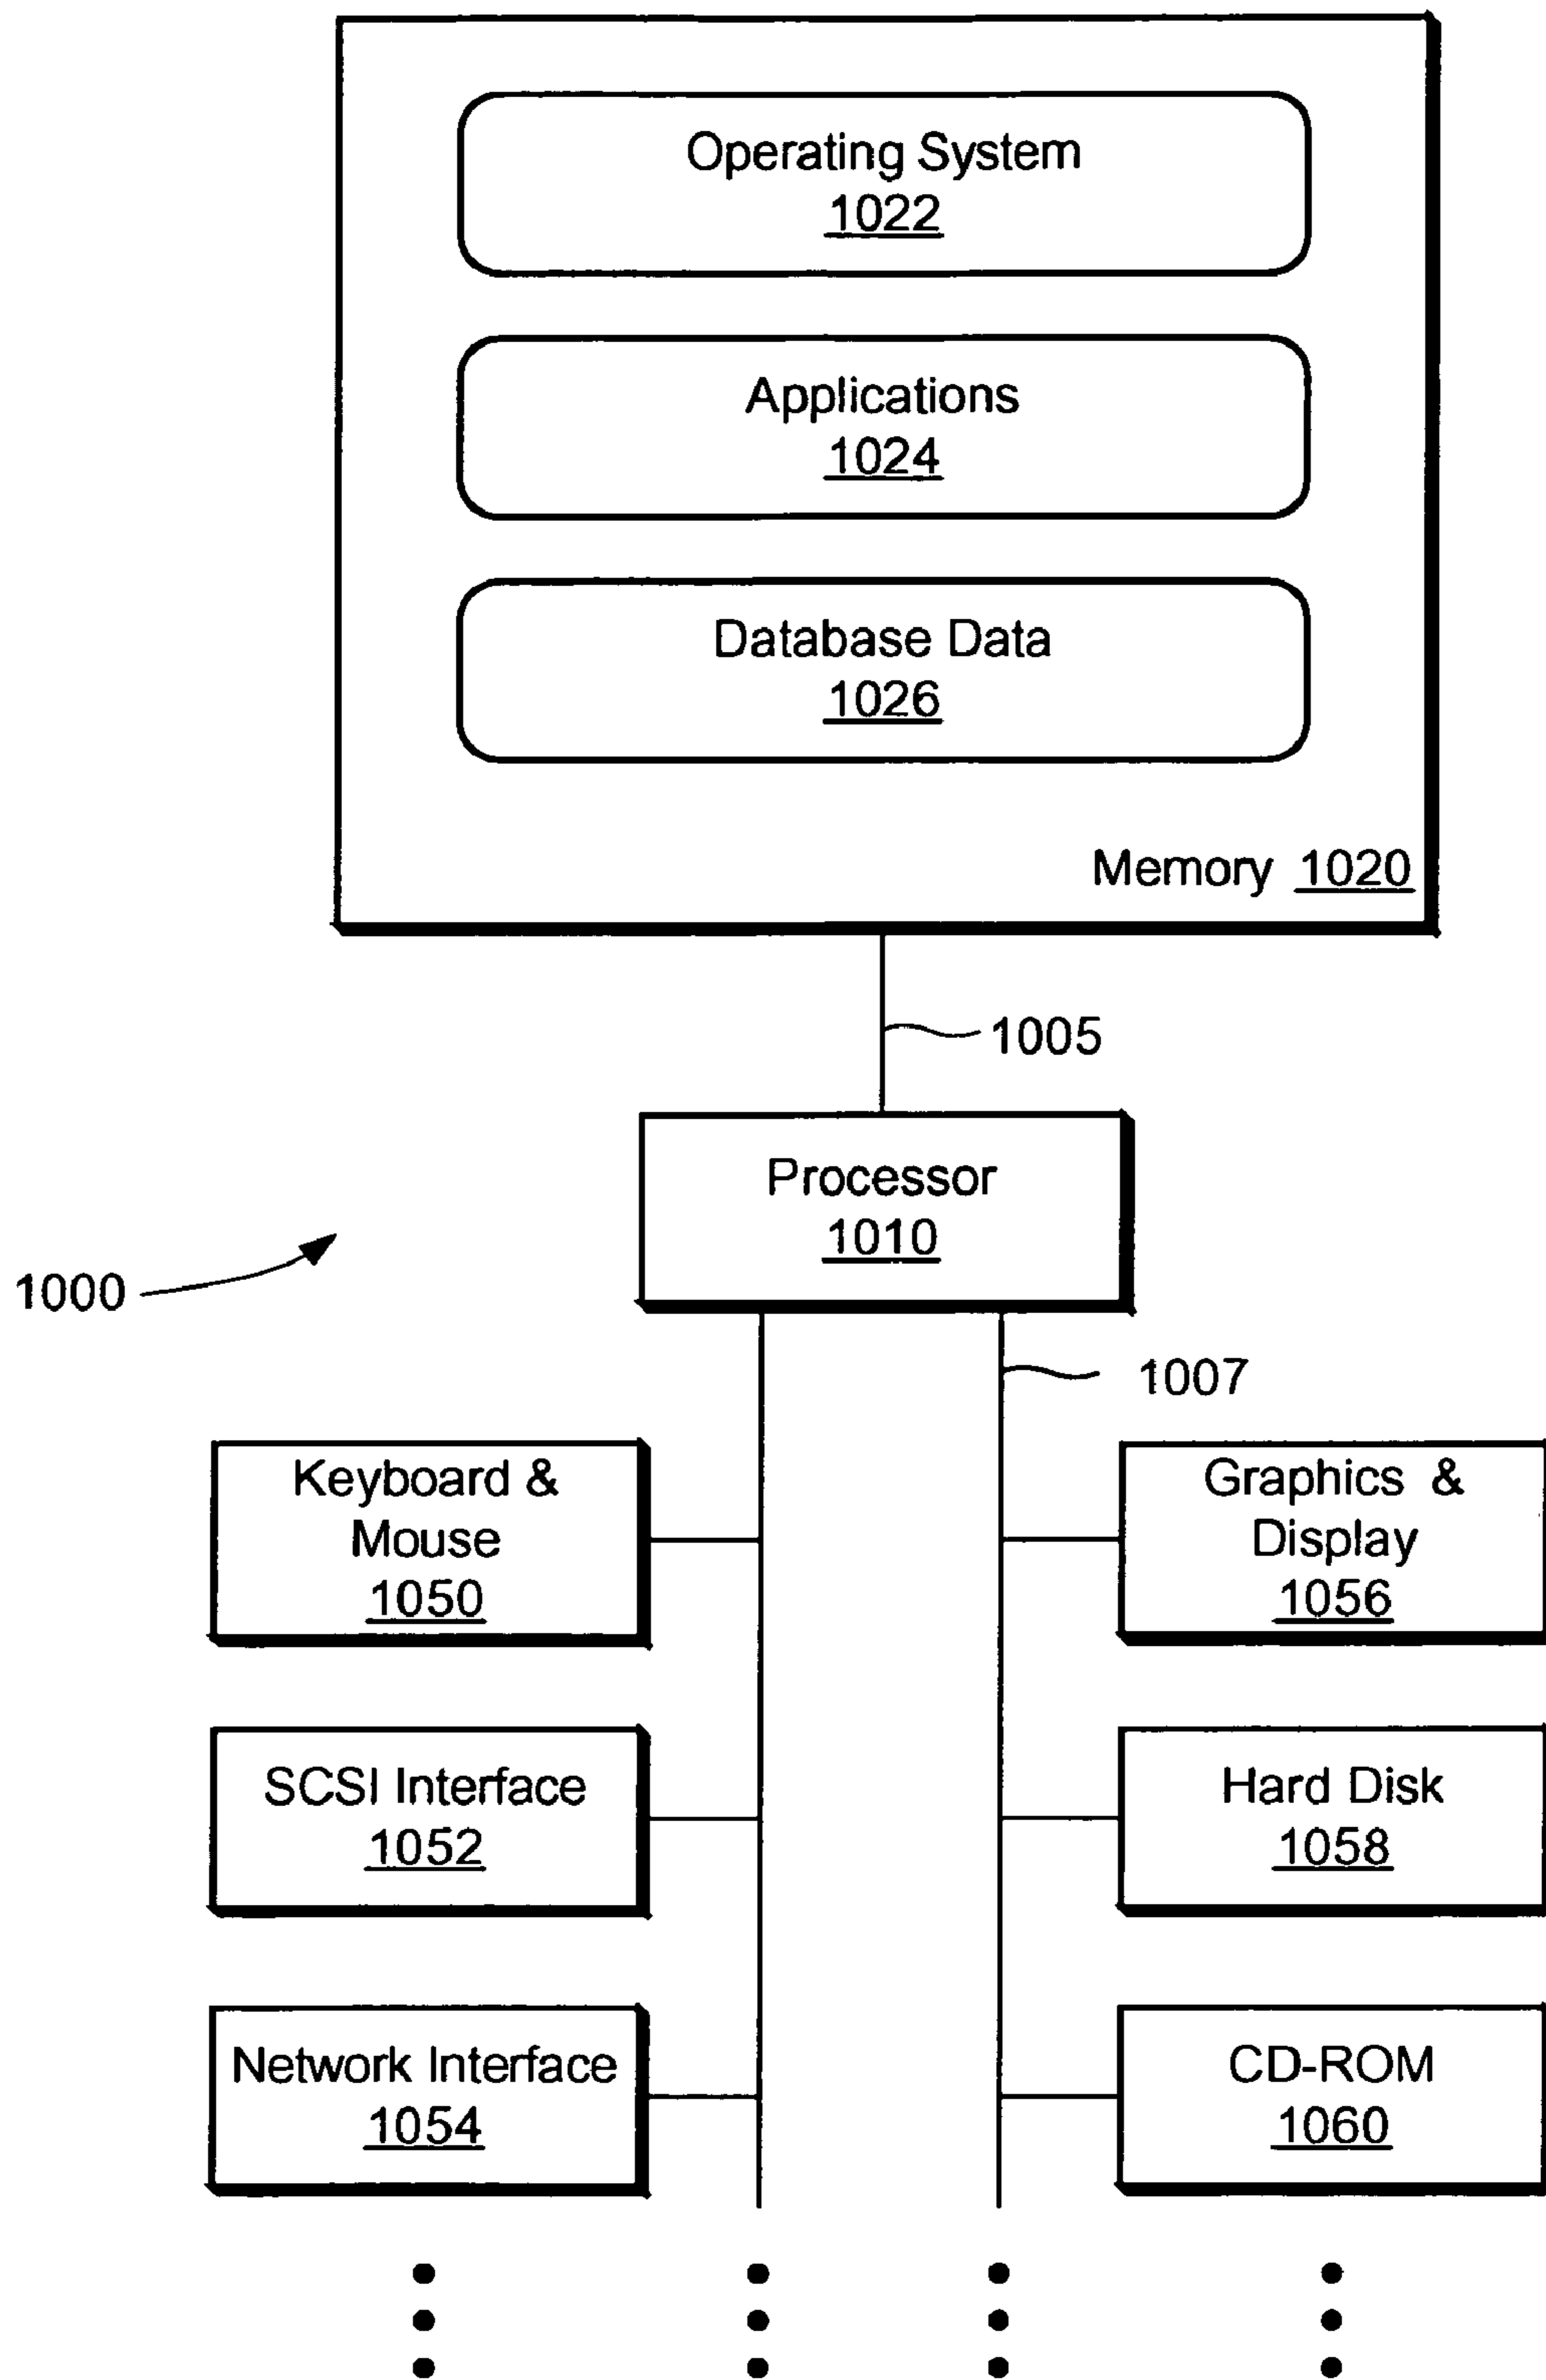 Operating System
1022
Applications
1024
Database Data
1026
Memory 1020
1005
Processor
1010
1000
1007
Keyboard &
Mouse
1050
Graphics &
Display
1056
SCSI Interface
1052
Hard Disk
1058
Network Interface
1054
CD-ROM
1060